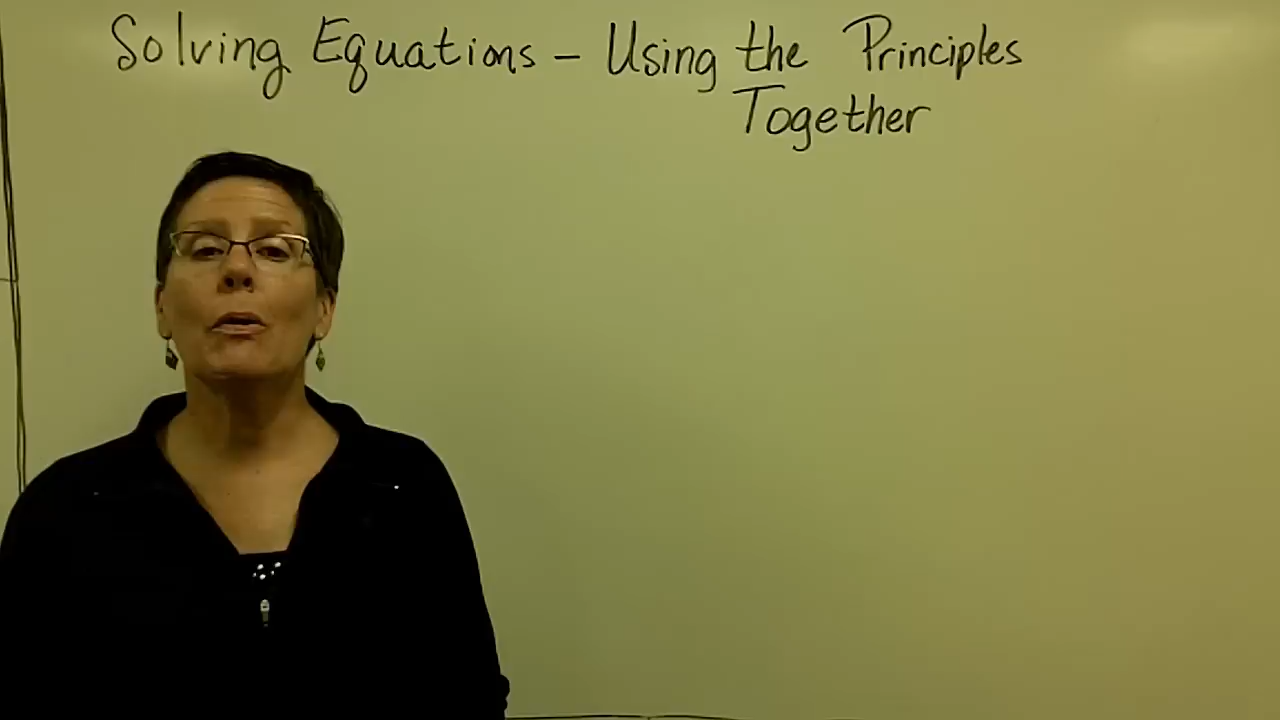 Solving Equations – Using the Principles
Together